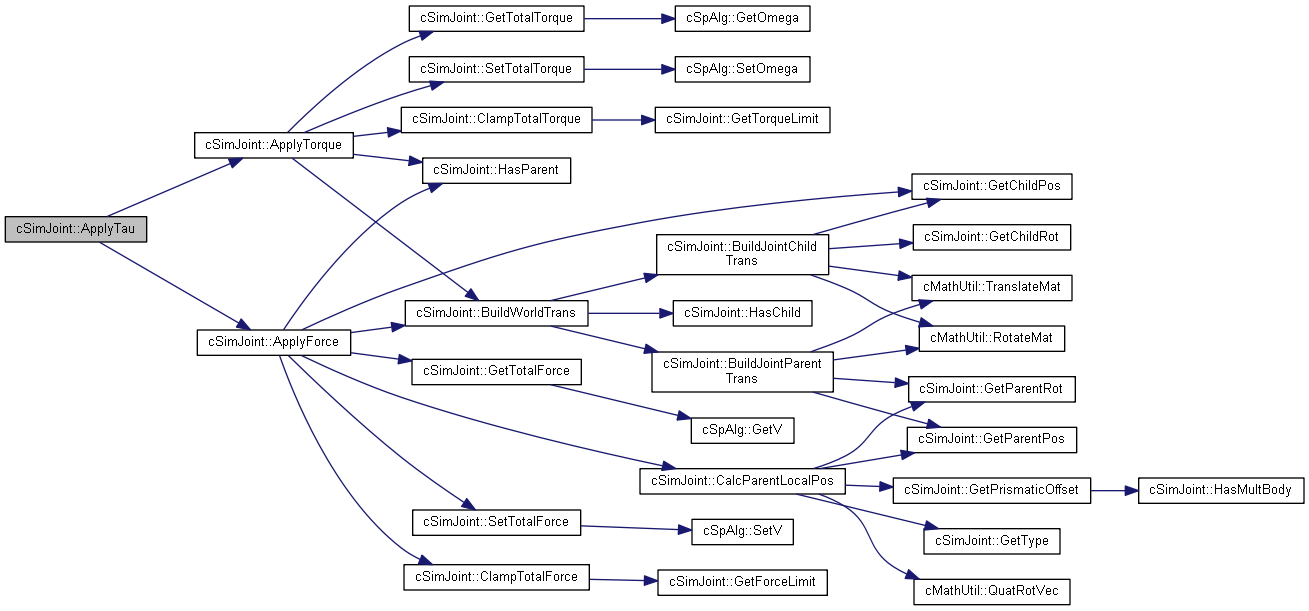 cSimJoint::ApplyTau
cSimJoint::ApplyTorque
cSimJoint::ApplyForce
cSimJoint::GetTotalTorque
cSimJoint::SetTotalTorque
cSimJoint::ClampTotalTorque
cSimJoint::HasParent
cSimJoint::BuildWorldTrans
cSimJoint::GetTotalForce
cSimJoint::SetTotalForce
cSimJoint::ClampTotalForce
cSpAlg::GetOmega
cSpAlg::SetOmega
cSimJoint::GetTorqueLimit
cSimJoint::BuildJointChild
Trans
cSimJoint::HasChild
cSimJoint::BuildJointParent
Trans
cSpAlg::GetV
cSimJoint::CalcParentLocalPos
cSpAlg::SetV
cSimJoint::GetForceLimit
cSimJoint::GetChildPos
cSimJoint::GetChildRot
cMathUtil::TranslateMat
cMathUtil::RotateMat
cSimJoint::GetParentRot
cSimJoint::GetParentPos
cSimJoint::GetPrismaticOffset
cSimJoint::GetType
cMathUtil::QuatRotVec
cSimJoint::HasMultBody